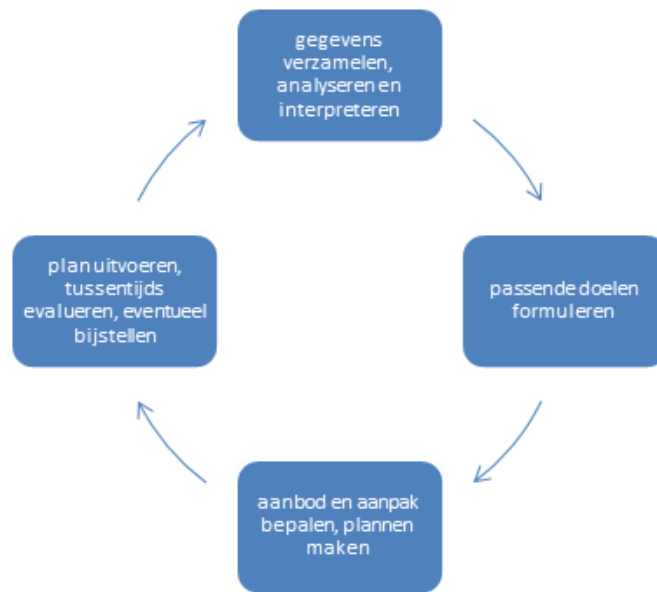 gegevens
verzamelen,
analyseren en
interpreteren
passende doelen
formuleren
aanbod en aanpak
bepalen, plannen
maken
plan uitvoeren,
tussentijds
evalueren, eventueel
bijstellen